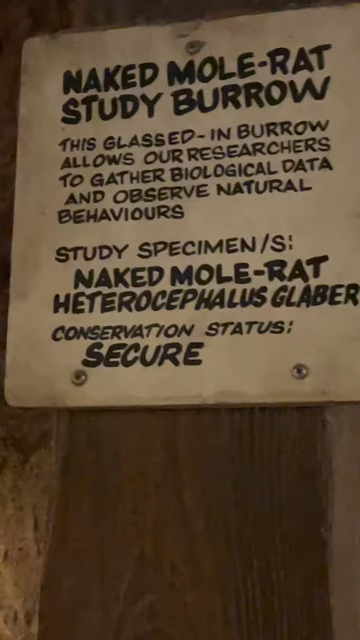 NAKED MOLE-RAT
STUDY BURROW
THIS GLASSED-IN BURROW
ALLOWS OUR RESEARCHERS
TO GATHER BIOLOGICAL DATA
AND OBSERVE NATURAL
BEHAVIOURS
STUDY SPECIMEN/S:
NAKED MOLE-RAT
HETEROCEPHALUS GLABER
CONSERVATION STATUS:
SECURE